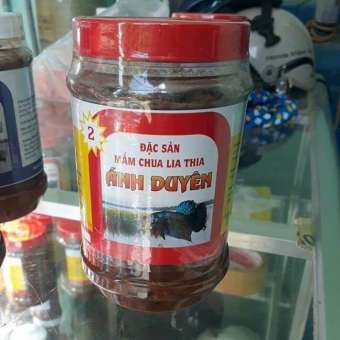 2
ĐẶC SẢN
MẮM CHUA LIA THIA
ÁNH DUYÊN